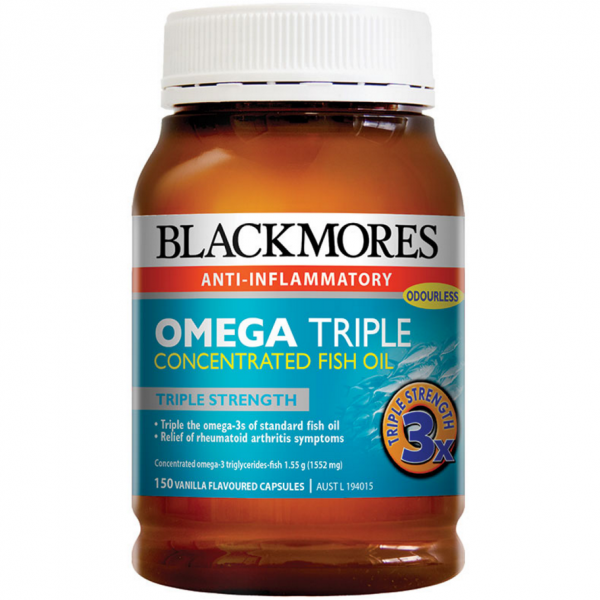 BLACKMORES
ANTI-INFLAMMATORY
ODOURLESS
OMEGA TRIPLE
CONCENTRATED FISH OIL
TRIPLE STRENGTH
• Triple the omega-3s of standard fish oil
• Relief of rheumatoid arthritis symptoms
TRIPLE STRENGTH
3x
Concentrated omega-3 triglycerides-fish 1.55 g (1552 mg)
150 VANILLA FLAVOURED CAPSULES | AUST L 194015